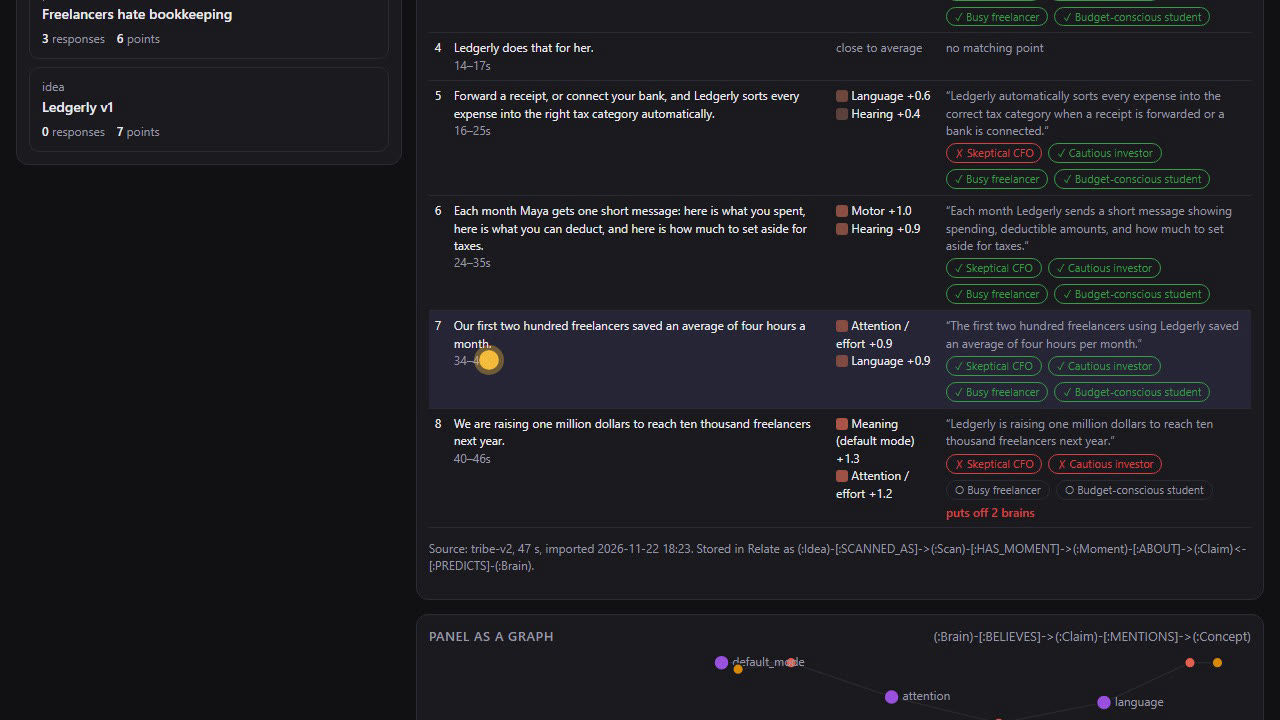 Freelancers hate bookkeeping
3 responses 6 points
idea
Ledgerly v1
0 responses 7 points
✓ Busy freelancer ✓ Budget-conscious student
4 Ledgerly does that for her. close to average no matching point
14–17s
5 Forward a receipt, or connect your bank, and Ledgerly sorts every
expense into the right tax category automatically.
16–25s
Language +0.6
Hearing +0.4
“Ledgerly automatically sorts every expense into the
correct tax category when a receipt is forwarded or a
bank is connected.”
✗ Skeptical CFO ✓ Cautious investor
✓ Busy freelancer ✓ Budget-conscious student
6 Each month Maya gets one short message: here is what you spent,
here is what you can deduct, and here is how much to set aside for
taxes.
24–35s
Motor +1.0
Hearing +0.9
“Each month Ledgerly sends a short message showing
spending, deductible amounts, and how much to set
aside for taxes.”
✓ Skeptical CFO ✓ Cautious investor
✓ Busy freelancer ✓ Budget-conscious student
7 Our first two hundred freelancers saved an average of four hours a
month.
Attention /
effort +0.9
Language +0.9
“The first two hundred freelancers using Ledgerly saved
an average of four hours per month.”
✓ Skeptical CFO ✓ Cautious investor
✓ Busy freelancer ✓ Budget-conscious student
8 We are raising one million dollars to reach ten thousand freelancers
next year.
40–46s
Meaning
(default mode)
+1.3
Attention /
effort +1.2
“Ledgerly is raising one million dollars to reach ten
thousand freelancers next year.”
✗ Skeptical CFO ✗ Cautious investor
○ Busy freelancer ○ Budget-conscious student
puts off 2 brains
Source: tribe-v2, 47 s, imported 2026-11-22 18:23. Stored in Relate as (:Idea)-[:SCANNED_AS]->(:Scan)-[:HAS_MOMENT]->(:Moment)-[:ABOUT]->(:Claim)<-
[:PREDICTS]-(:Brain).
PANEL AS A GRAPH (:Brain)-[:BELIEVES]->(:Claim)-[:MENTIONS]->(:Concept)
default_mode
attention
language